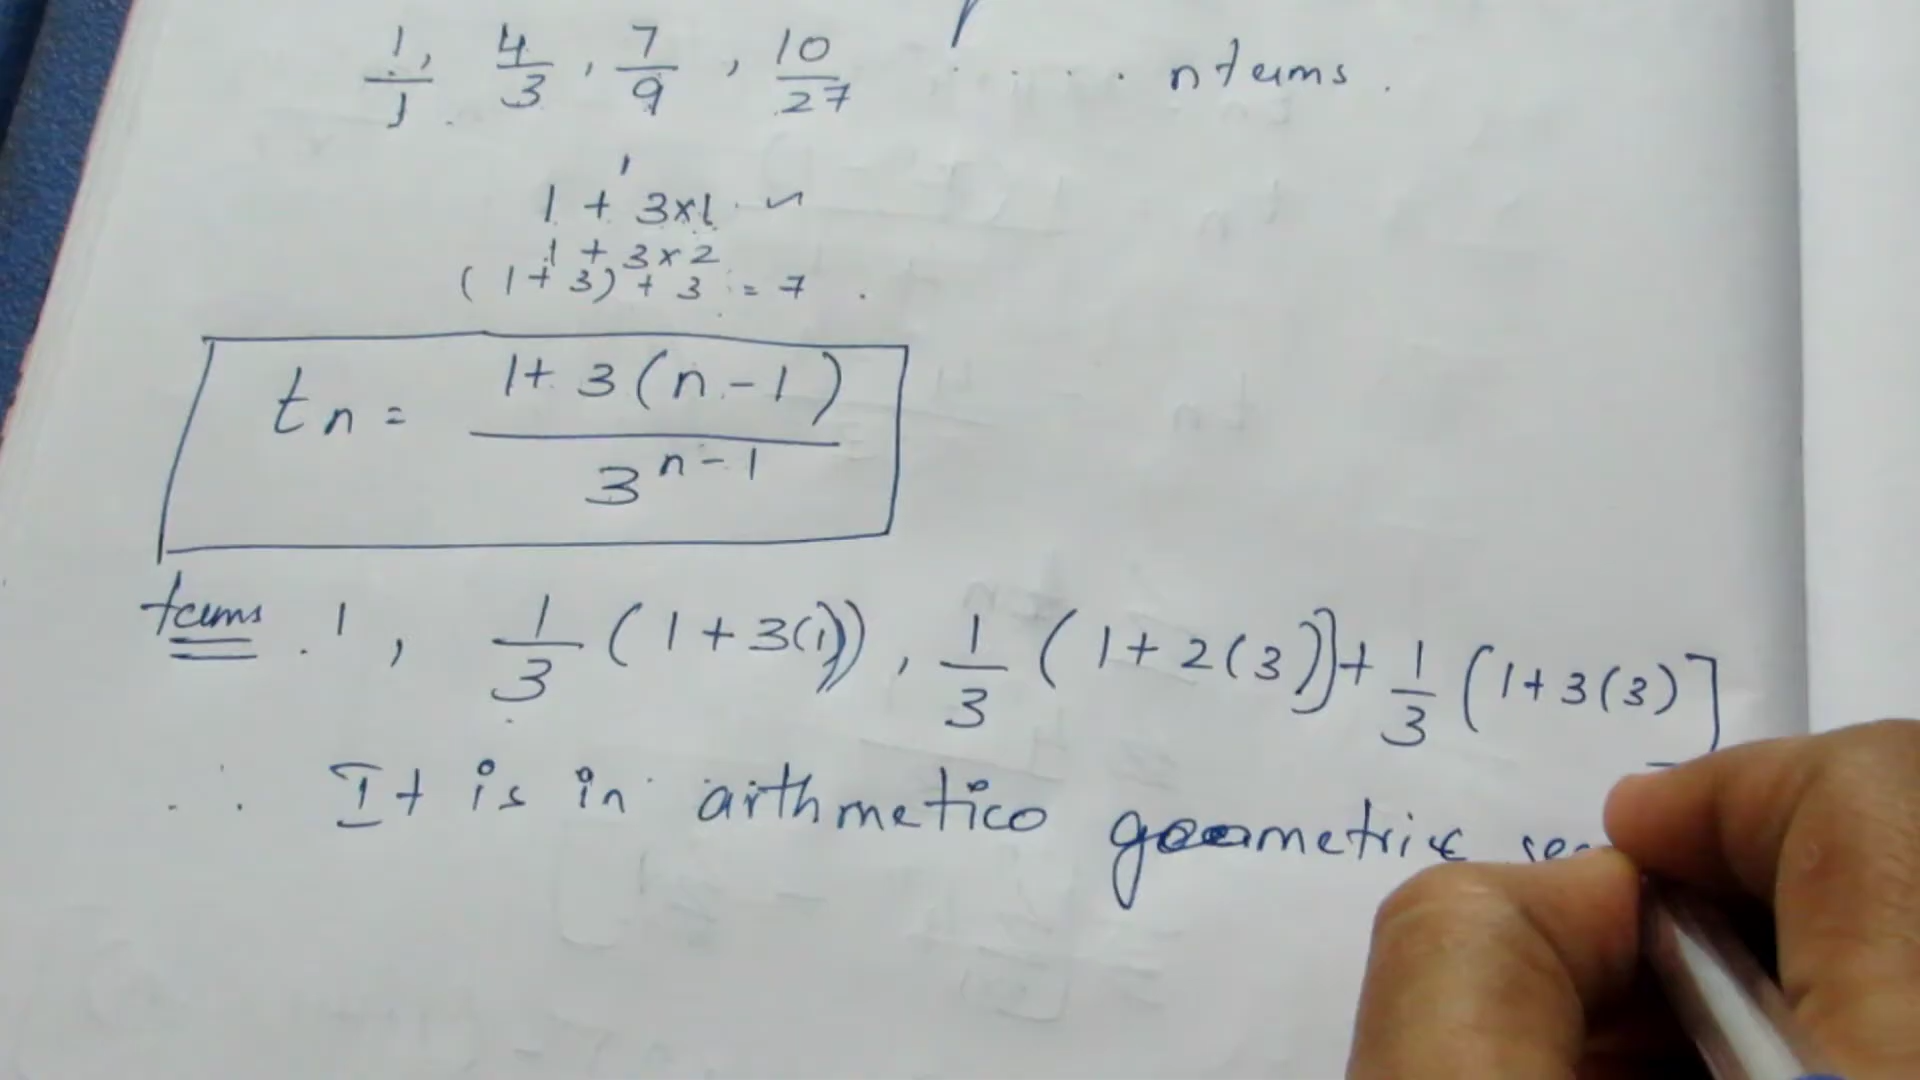 1/1, 4/3, 7/9, 10/27 ..... n terms.
1 + 3×1
1 + 3×2
(1+3) + 3 = 7.
tn = 1+3(n-1) / 3^(n-1)
terms. 1, 1/3 (1+3(1)), 1/3 (1+2(3)] + 1/3 (1+3(3)]
∴ It is in arithmetico geometric